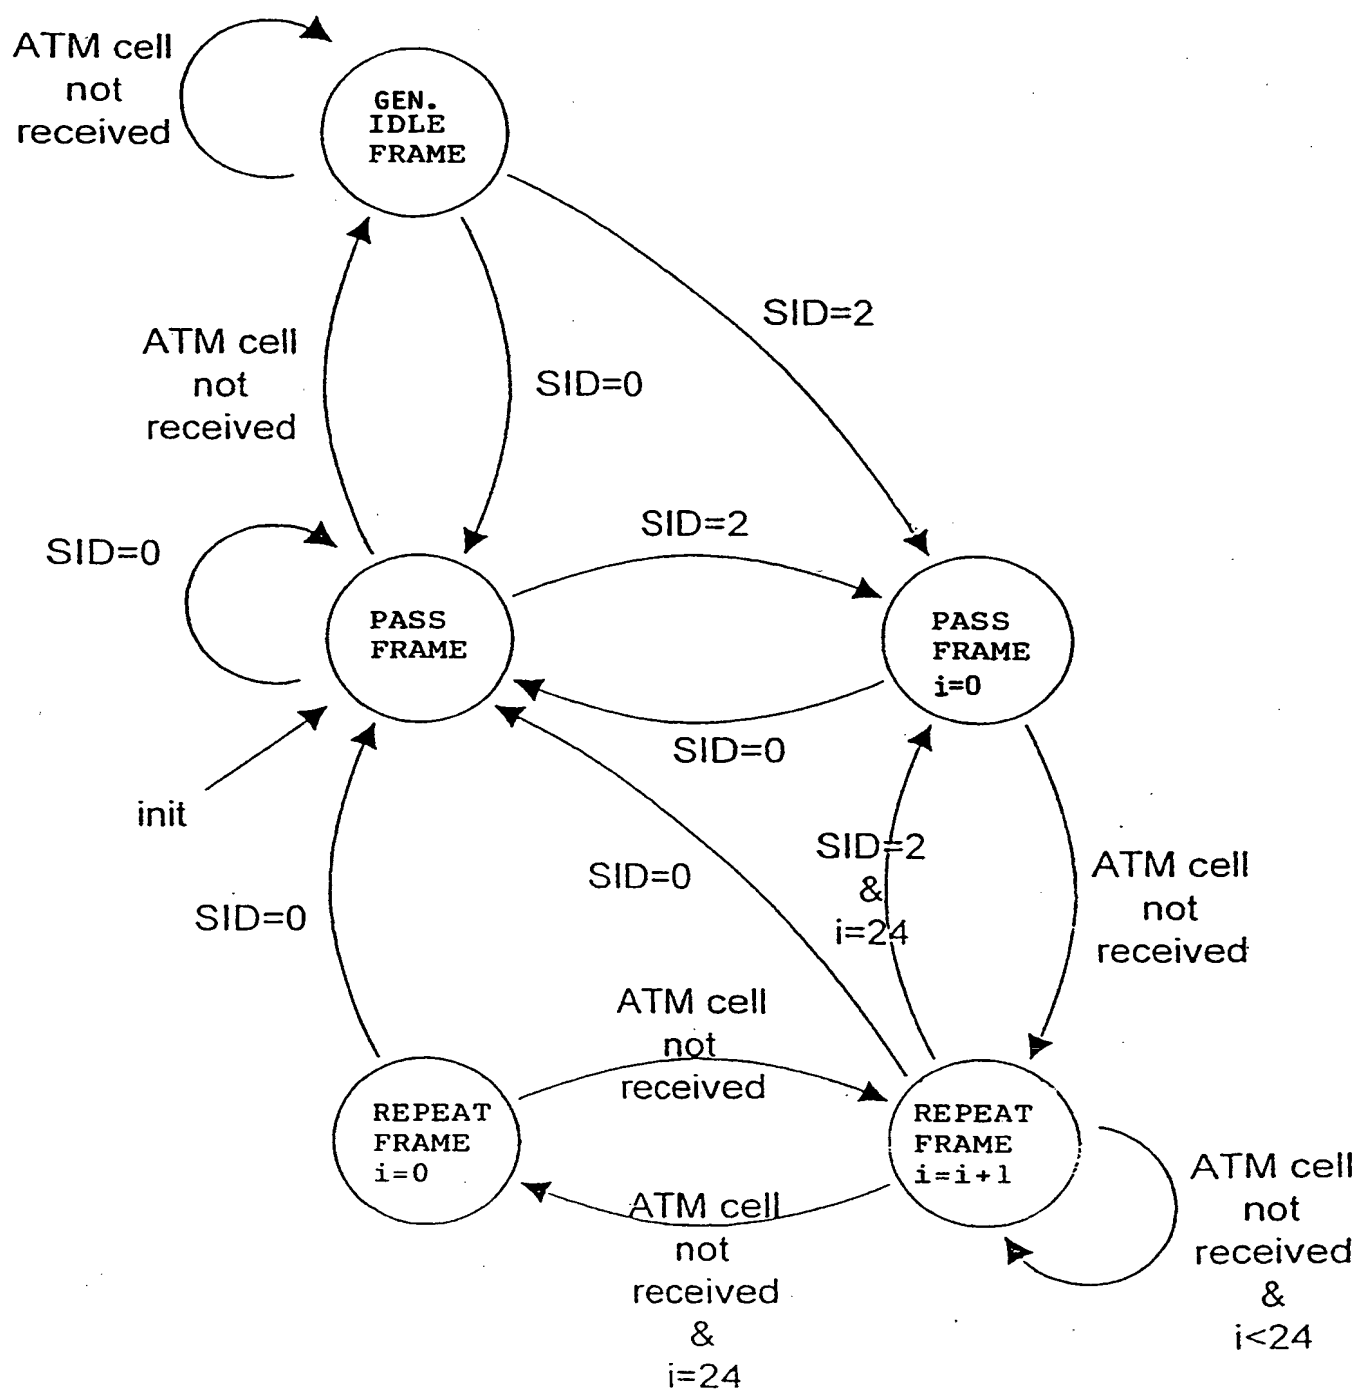 ATM cell
not
received
GEN.
IDLE
FRAME
SID=2
ATM cell
not
received
SID=0
SID=0
SID=2
PASS
FRAME
PASS
FRAME
i=0
SID=0
init
SID=0
SID=0
SID=2
&
i=24
ATM cell
not
received
ATM cell
not
received
REPEAT
FRAME
i=0
REPEAT
FRAME
i=i+1
ATM cell
not
received
&
i=24
ATM cell
not
received
&
i<24